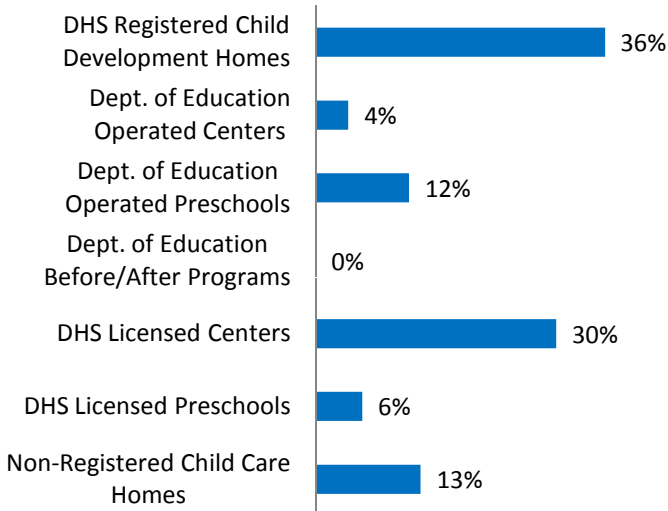 DHS Registered Child
Development Homes
36%
Dept. of Education
Operated Centers
4%
Dept. of Education
Operated Preschools
12%
Dept. of Education
Before/After Programs
0%
DHS Licensed Centers
30%
DHS Licensed Preschools
6%
Non-Registered Child Care
Homes
13%